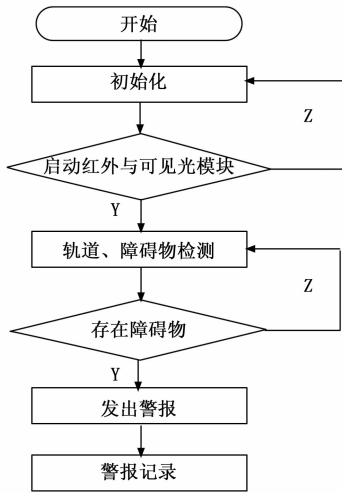 开始
初始化
Z
启动红外与可见光模块
Y
轨道、障碍物检测
Z
存在障碍物
Y
发出警报
警报记录